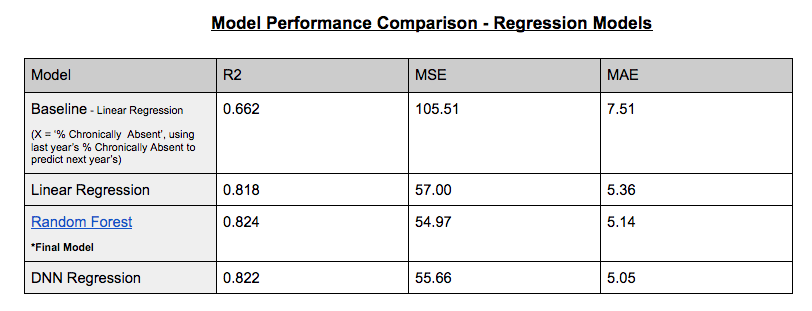 Model Performance Comparison - Regression Models
Model R2 MSE MAE
Baseline - Linear Regression 0.662 105.51 7.51
(X = '% Chronically Absent', using
last year's % Chronically Absent to
predict next year's)
Linear Regression 0.818 57.00 5.36
Random Forest 0.824 54.97 5.14
*Final Model
DNN Regression 0.822 55.66 5.05